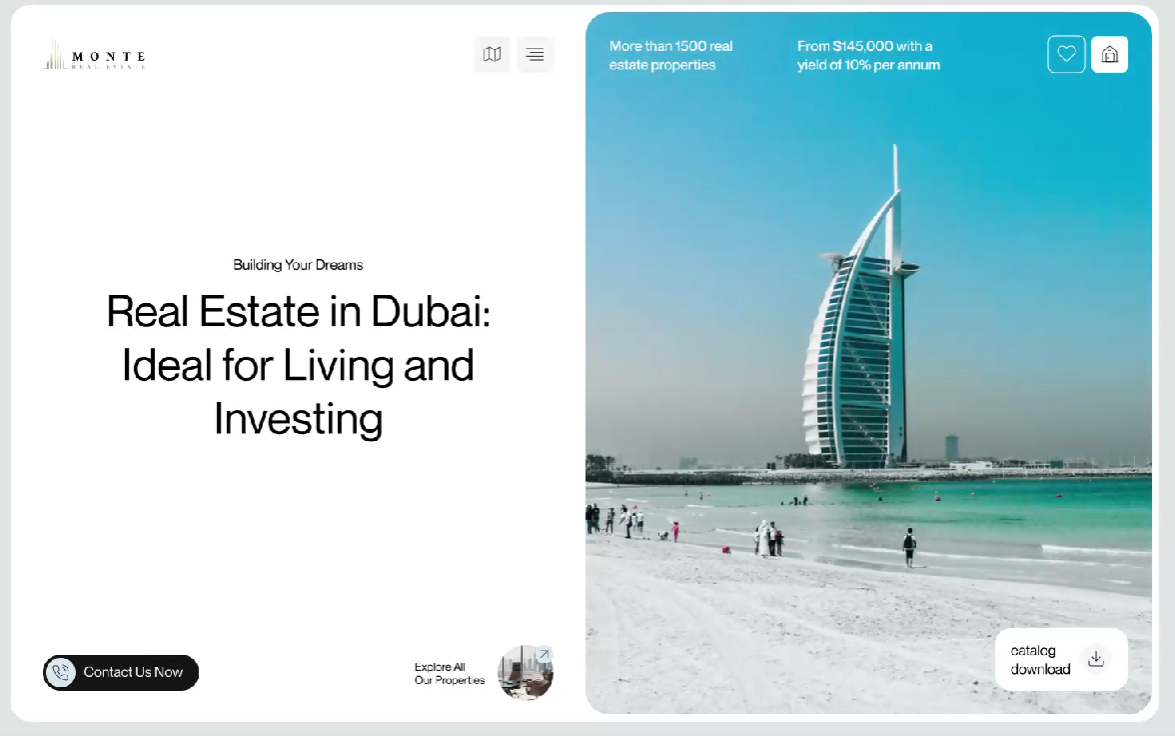 MONTE
REAL ESTATE
More than 1500 real
estate properties
From $145,000 with a
yield of 10% per annum
Building Your Dreams
Real Estate in Dubai:
Ideal for Living and
Investing
Contact Us Now
Explore All
Our Properties
catalog
download